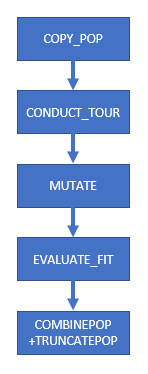 COPY_POP
CONDUCT_TOUR
MUTATE
EVALUATE_FIT
COMBINEPOP
+TRUNCATEPOP